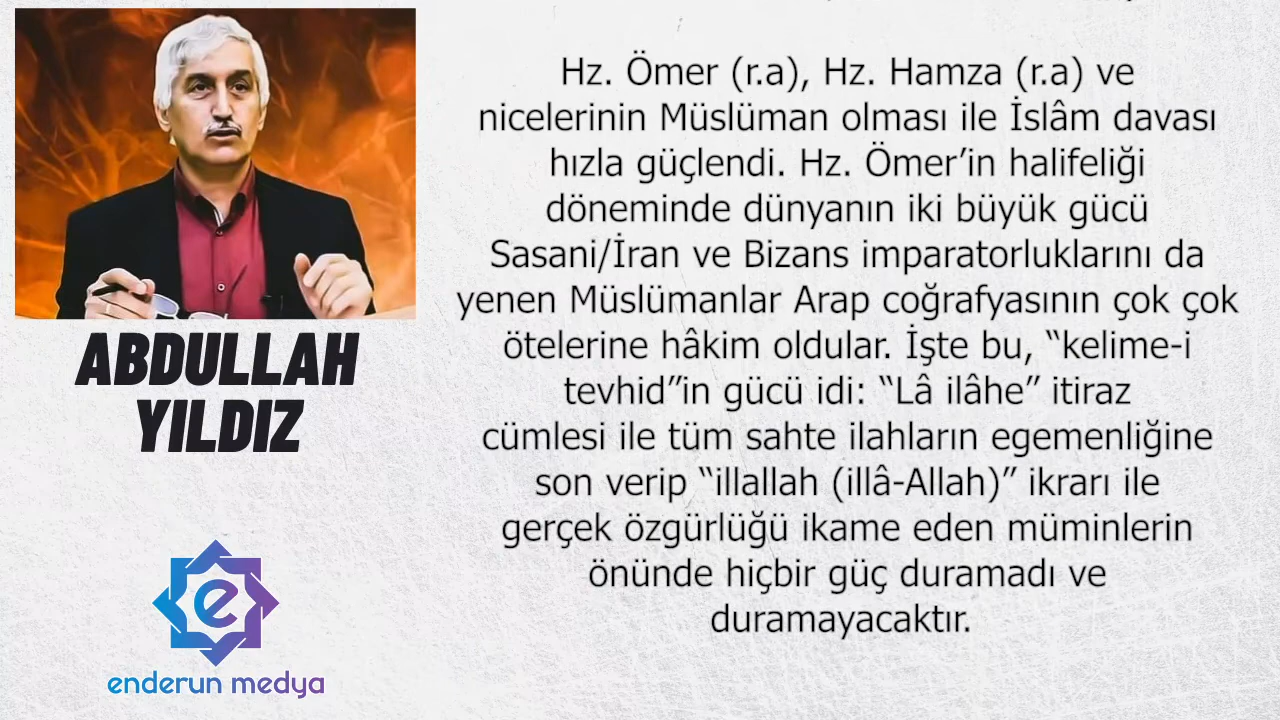 Hz. Ömer (r.a), Hz. Hamza (r.a) ve
nicelerinin Müslüman olması ile İslâm davası
hızla güçlendi. Hz. Ömer’in halifeliği
döneminde dünyanın iki büyük gücü
Sasani/İran ve Bizans imparatorluklarını da
yenen Müslümanlar Arap coğrafyasının çok çok
ötelerine hâkim oldular. İşte bu, “kelime-i
tevhid”in gücü idi: “Lâ ilâhe” itiraz
cümlesi ile tüm sahte ilahların egemenliğine
son verip “illallah (illâ-Allah)” ikrarı ile
gerçek özgürlüğü ikame eden müminlerin
önünde hiçbir güç duramadı ve
duramayacaktır.
ABDULLAH
YILDIZ
e
enderun medya